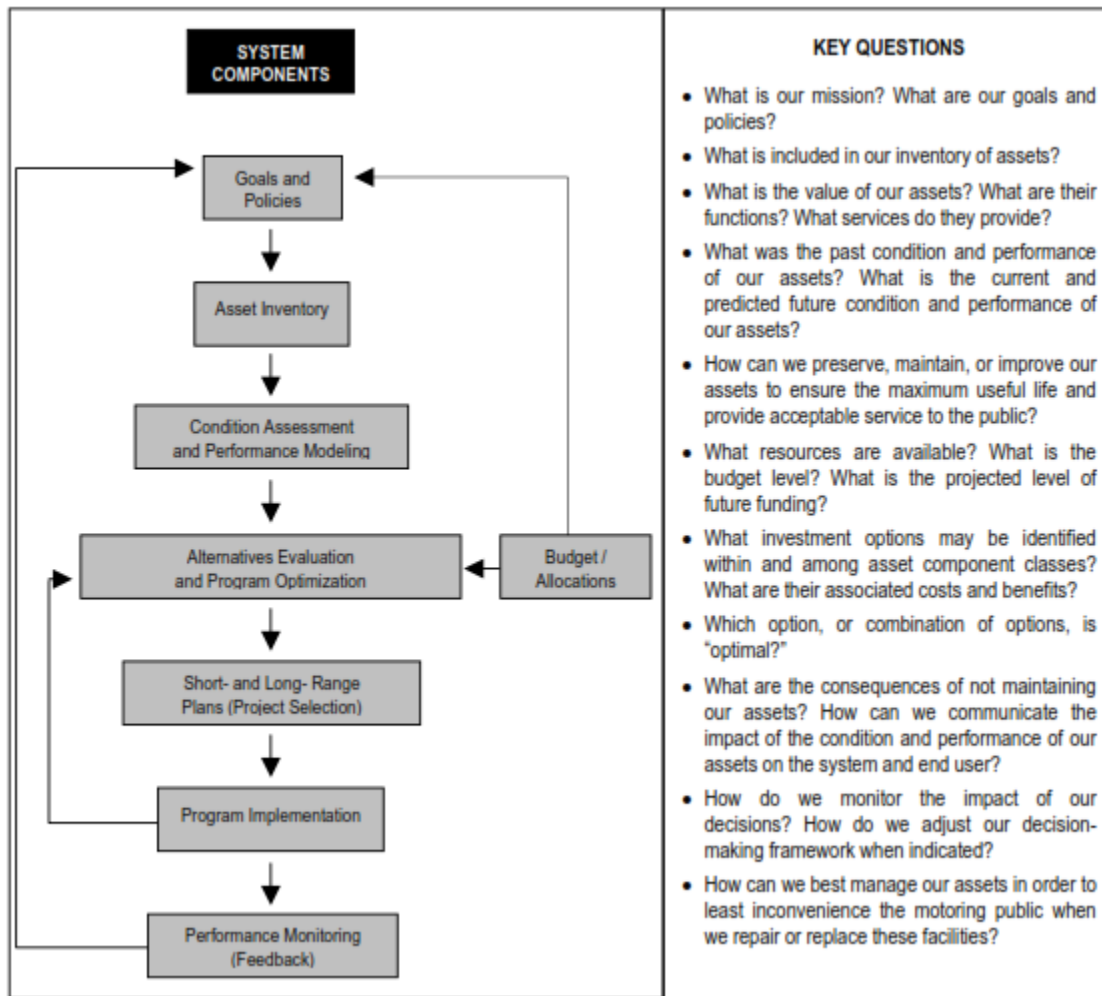 SYSTEM
COMPONENTS
Goals and
Policies
Asset Inventory
Condition Assessment
and Performance Modeling
Alternatives Evaluation
and Program Optimization
Budget /
Allocations
Short- and Long- Range
Plans (Project Selection)
Program Implementation
Performance Monitoring
(Feedback)
KEY QUESTIONS
• What is our mission? What are our goals and
policies?
• What is included in our inventory of assets?
• What is the value of our assets? What are their
functions? What services do they provide?
• What was the past condition and performance
of our assets? What is the current and
predicted future condition and performance of
our assets?
• How can we preserve, maintain, or improve our
assets to ensure the maximum useful life and
provide acceptable service to the public?
• What resources are available? What is the
budget level? What is the projected level of
future funding?
• What investment options may be identified
within and among asset component classes?
What are their associated costs and benefits?
• Which option, or combination of options, is
“optimal?”
• What are the consequences of not maintaining
our assets? How can we communicate the
impact of the condition and performance of our
assets on the system and end user?
• How do we monitor the impact of our
decisions? How do we adjust our decision-
making framework when indicated?
• How can we best manage our assets in order to
least inconvenience the motoring public when
we repair or replace these facilities?